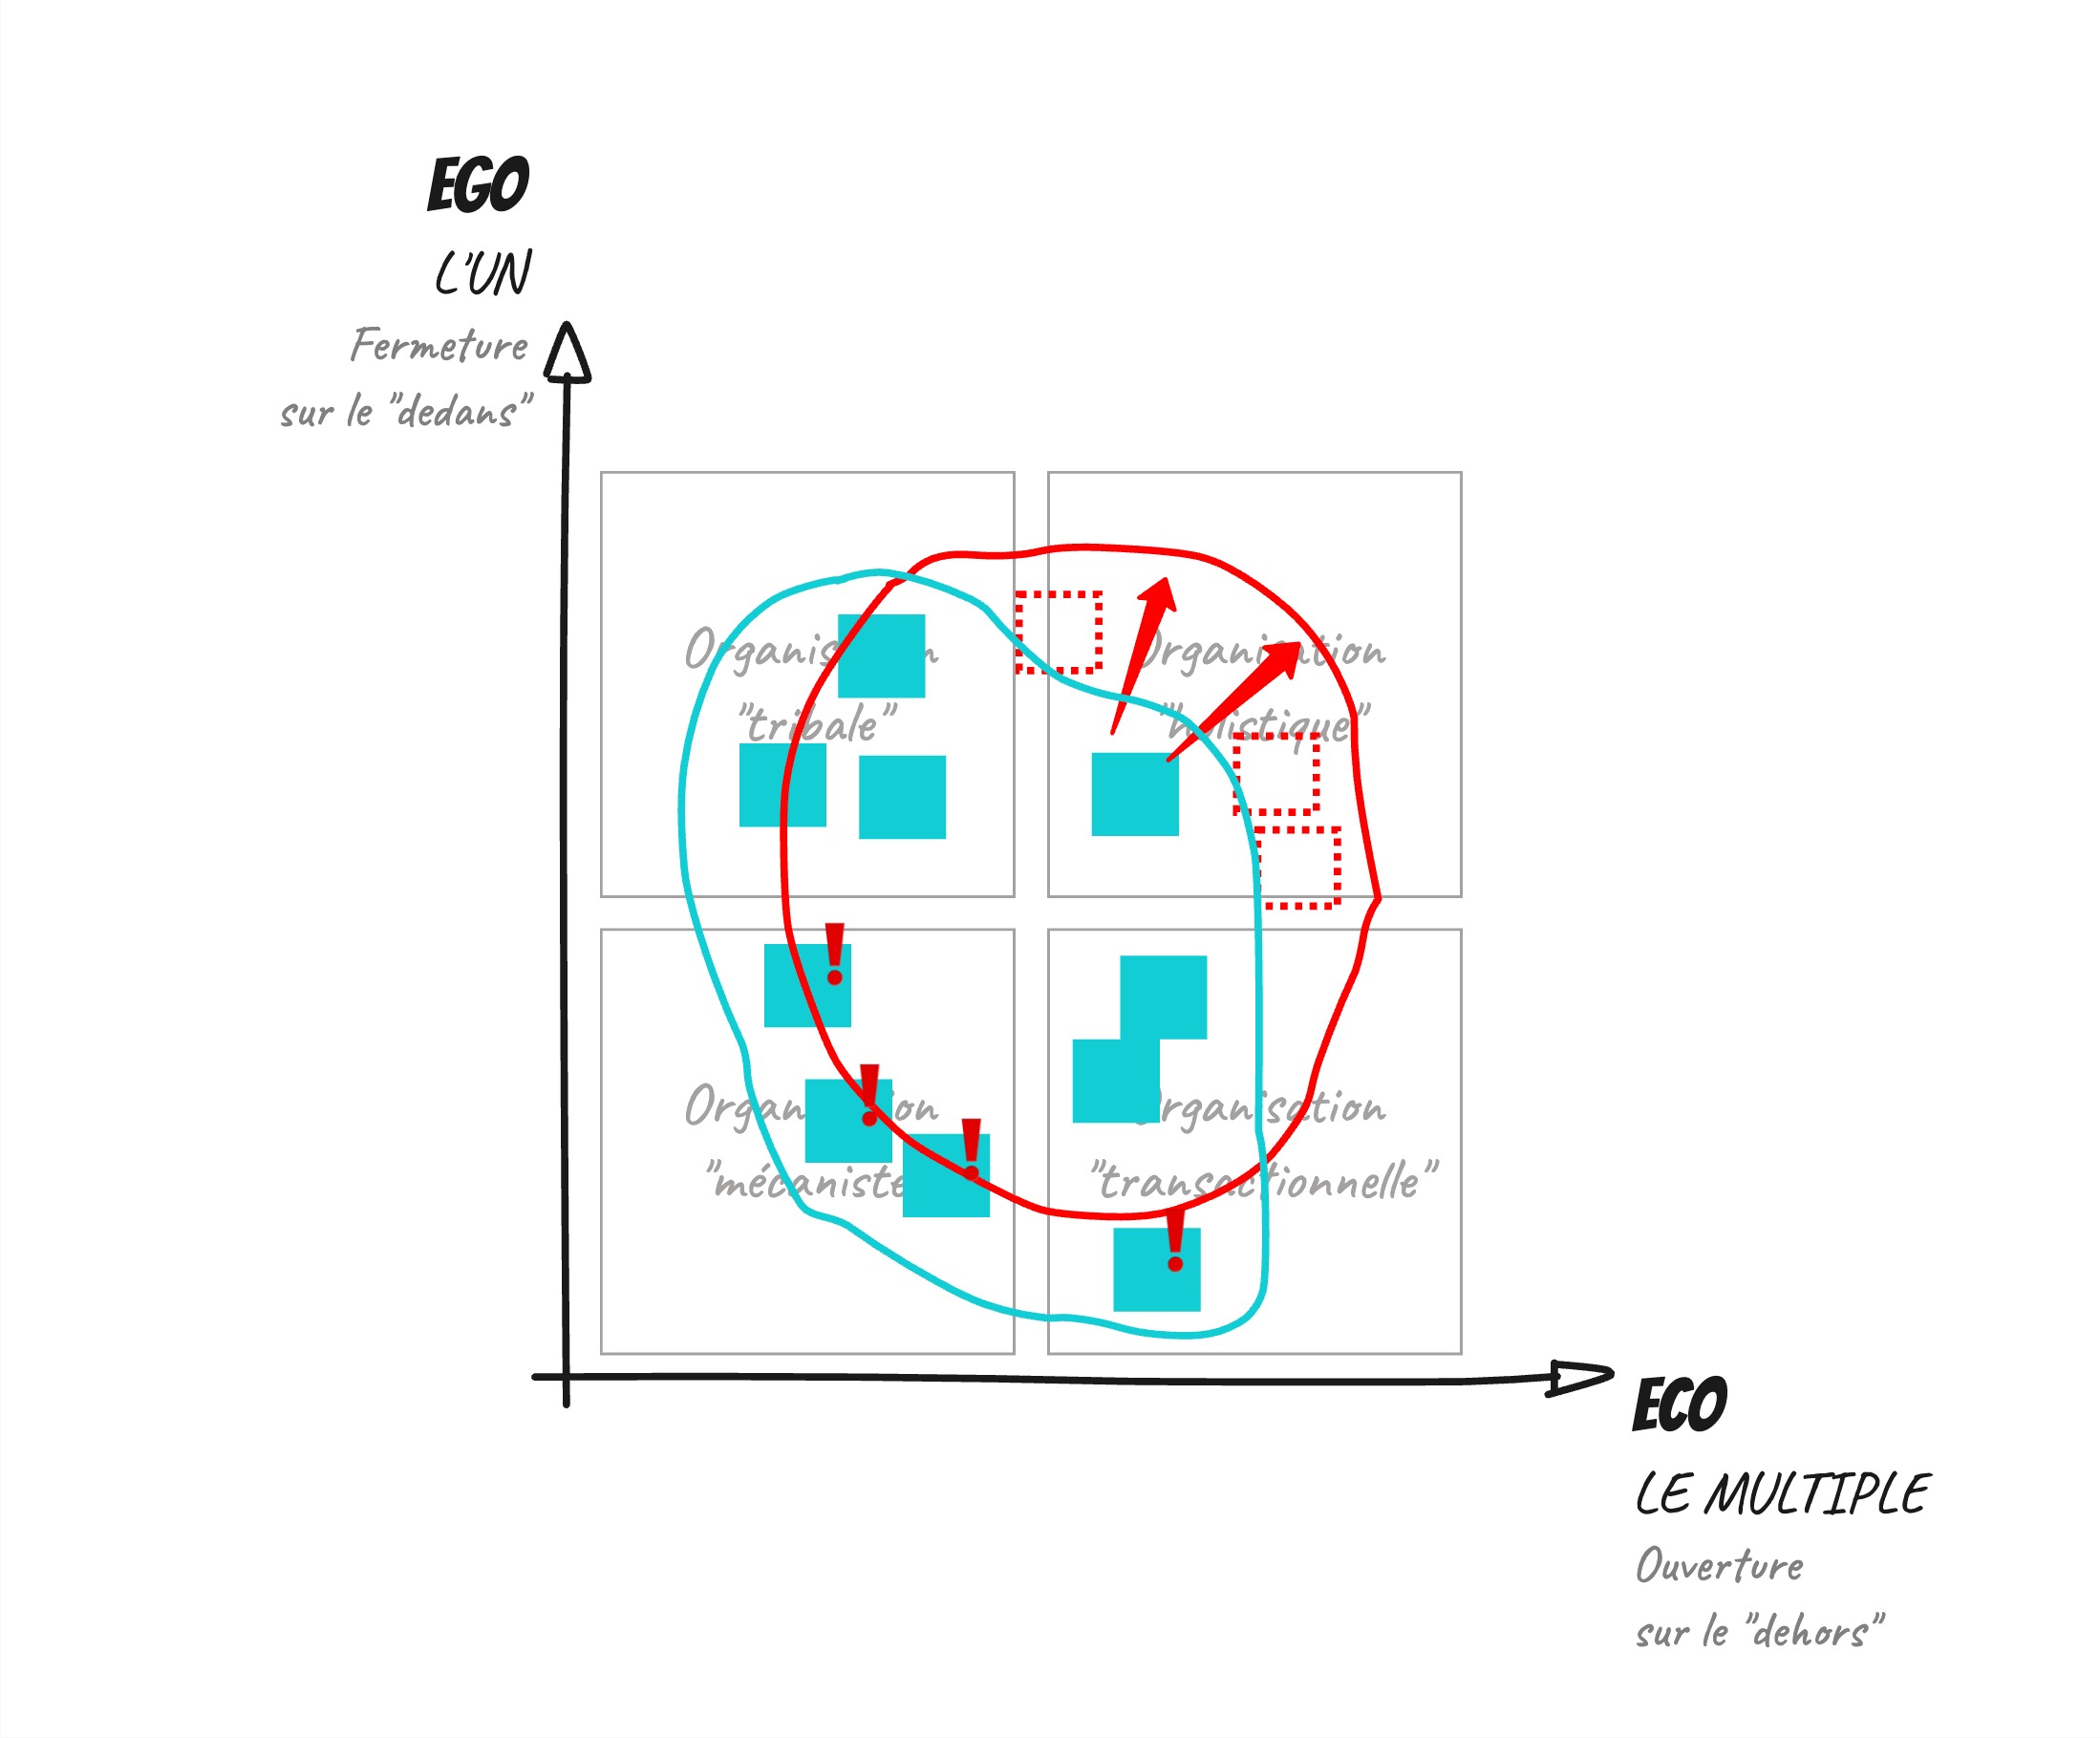 EGO
L'UN
Fermeture
sur le "dedans"
Organisation
"tribale"
Organisation
"holistique"
Organisation
"mécaniste
Organisation
"transactionnelle"
ECO
LE MULTIPLE
Ouverture
sur le "dehors"